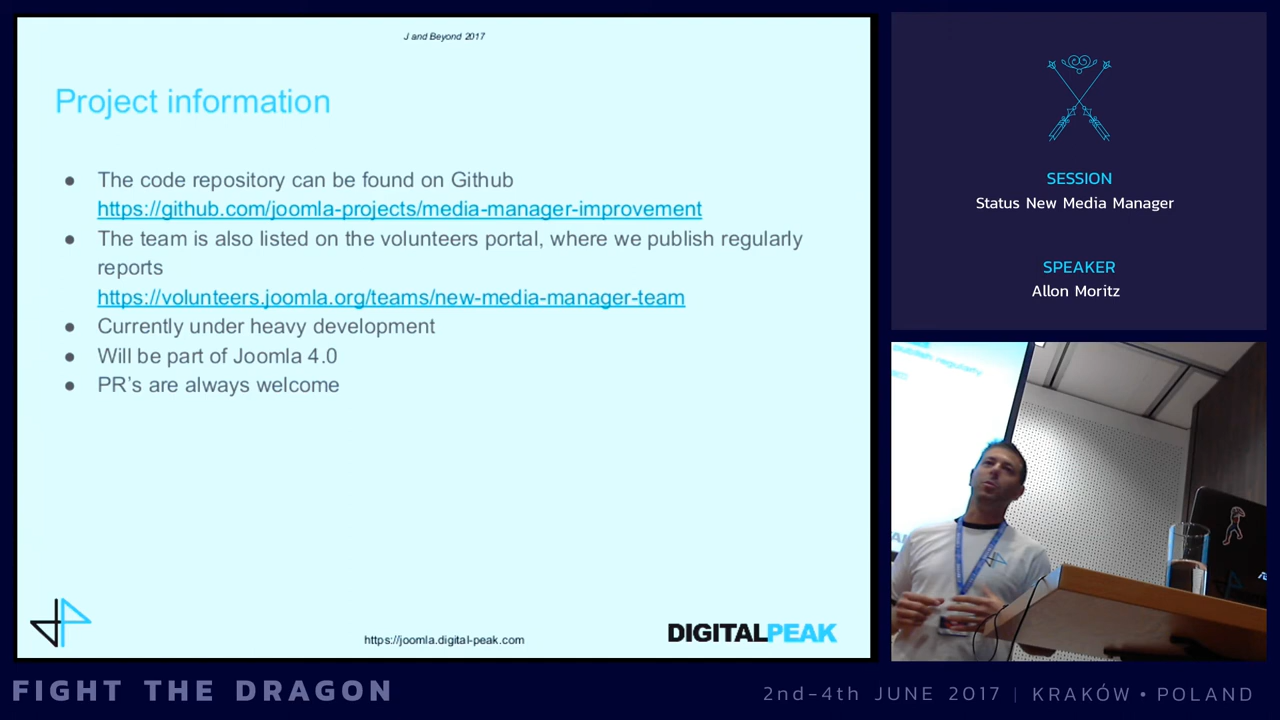 J and Beyond 2017
Project information
● The code repository can be found on Github
https://github.com/joomla-projects/media-manager-improvement
● The team is also listed on the volunteers portal, where we publish regularly
reports
https://volunteers.joomla.org/teams/new-media-manager-team
● Currently under heavy development
● Will be part of Joomla 4.0
● PR's are always welcome
https://joomla.digital-peak.com
DIGITALPEAK
SESSION
Status New Media Manager
SPEAKER
Allon Moritz
publish regularly
FIGHT THE DRAGON
2nd-4th JUNE 2017 | KRAKÓW • POLAND